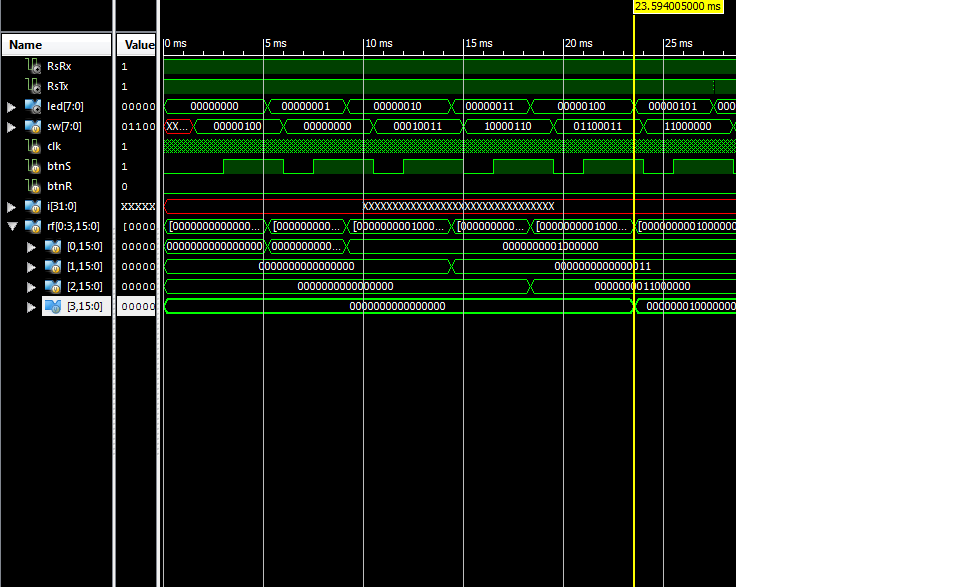 23.594005000 ms
Name Value 0 ms 5 ms 10 ms 15 ms 20 ms 25 ms
RsRx 1
RsTx 1
led[7:0] 00000 00000000 00000001 00000010 00000011 00000100 00000101 000
sw[7:0] 01100 XX... 00000100 00000000 00010011 10000110 01100011 11000000
clk 1
btnS 1
btnR 0
i[31:0] XXXXX XXXXXXXXXXXXXXXXXXXXXXXXXXXXXXXX
rf[0:3,15:0] [0000 [0000000000000... [000000000... [0000000001000... [000000000... [0000000001000... [0000000001000000
[0,15:0] 00000 0000000000000000 0000000000... 0000000001000000
[1,15:0] 00000 0000000000000000 0000000000000011
[2,15:0] 00000 0000000000000000 0000000011000000
[3,15:0] 00000 0000000000000000 000000010000000